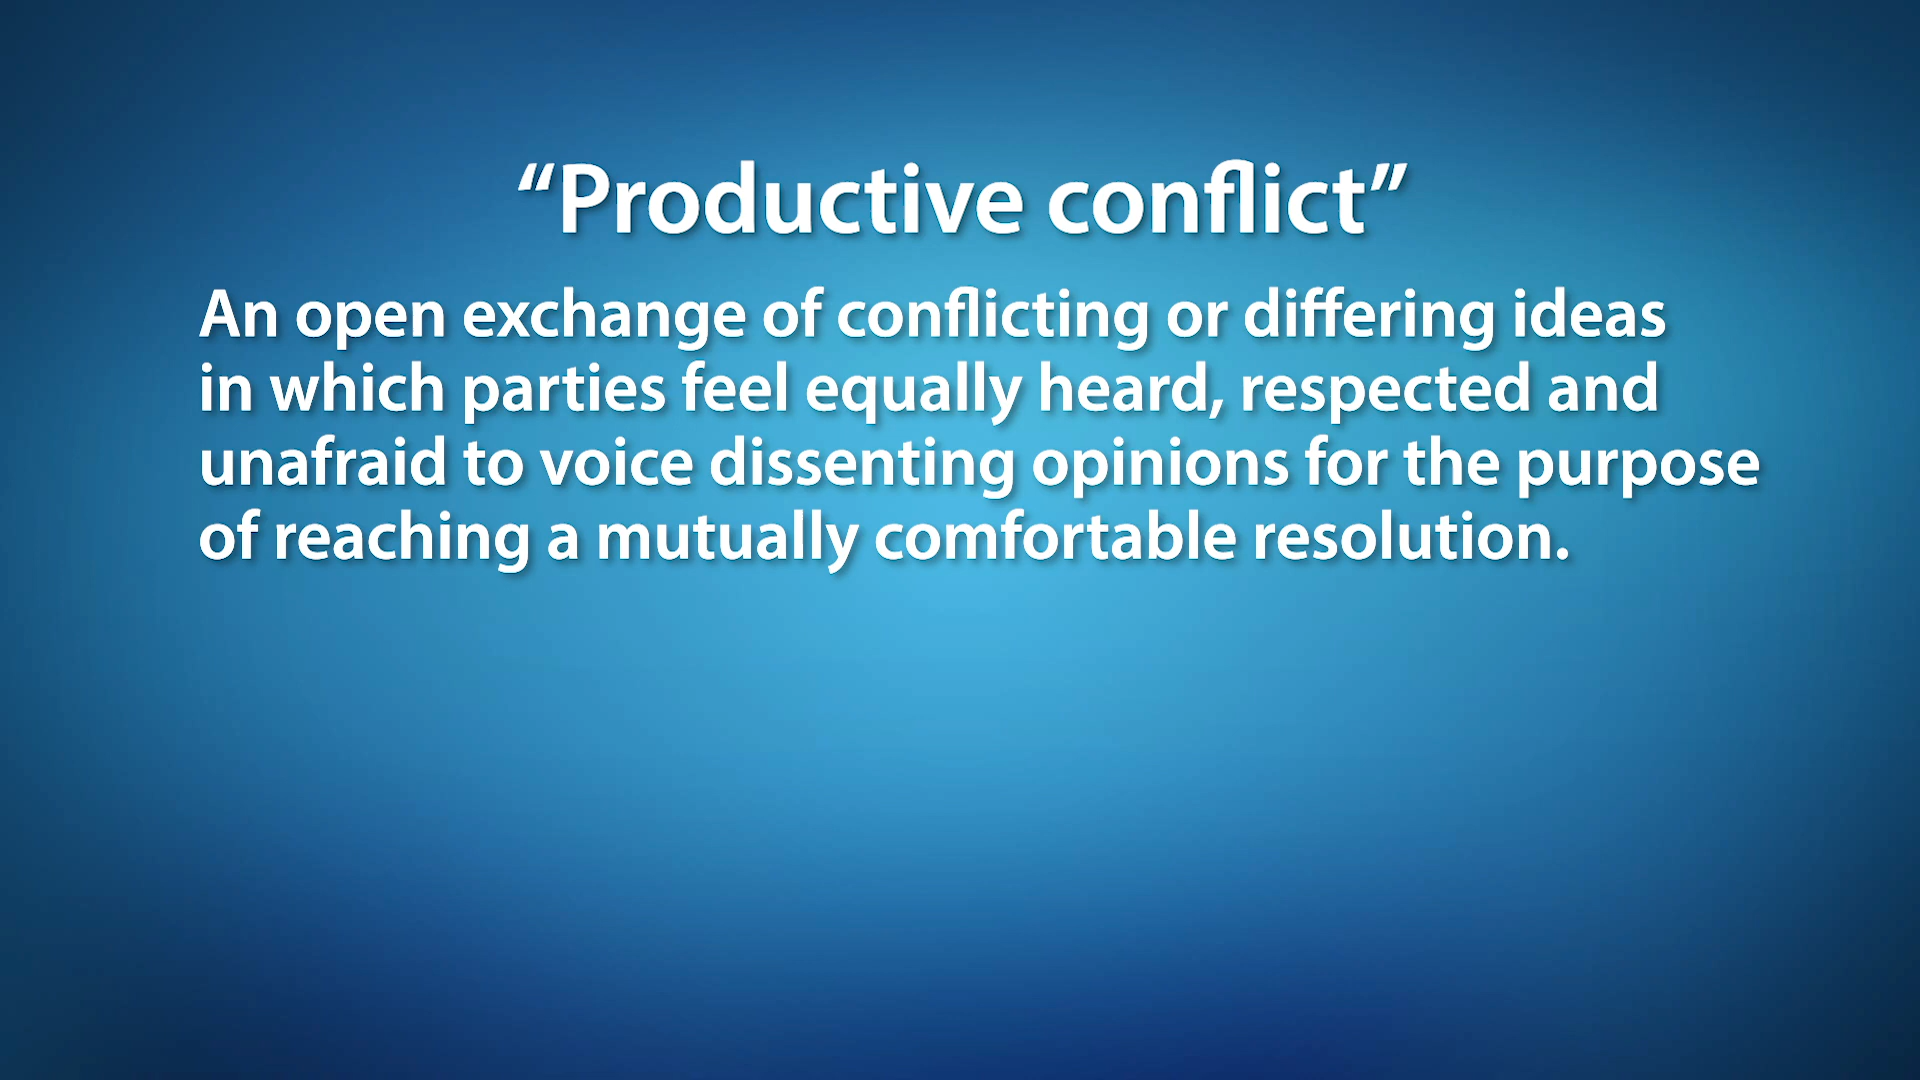 “Productive conflict”
An open exchange of conflicting or differing ideas
in which parties feel equally heard, respected and
unafraid to voice dissenting opinions for the purpose
of reaching a mutually comfortable resolution.